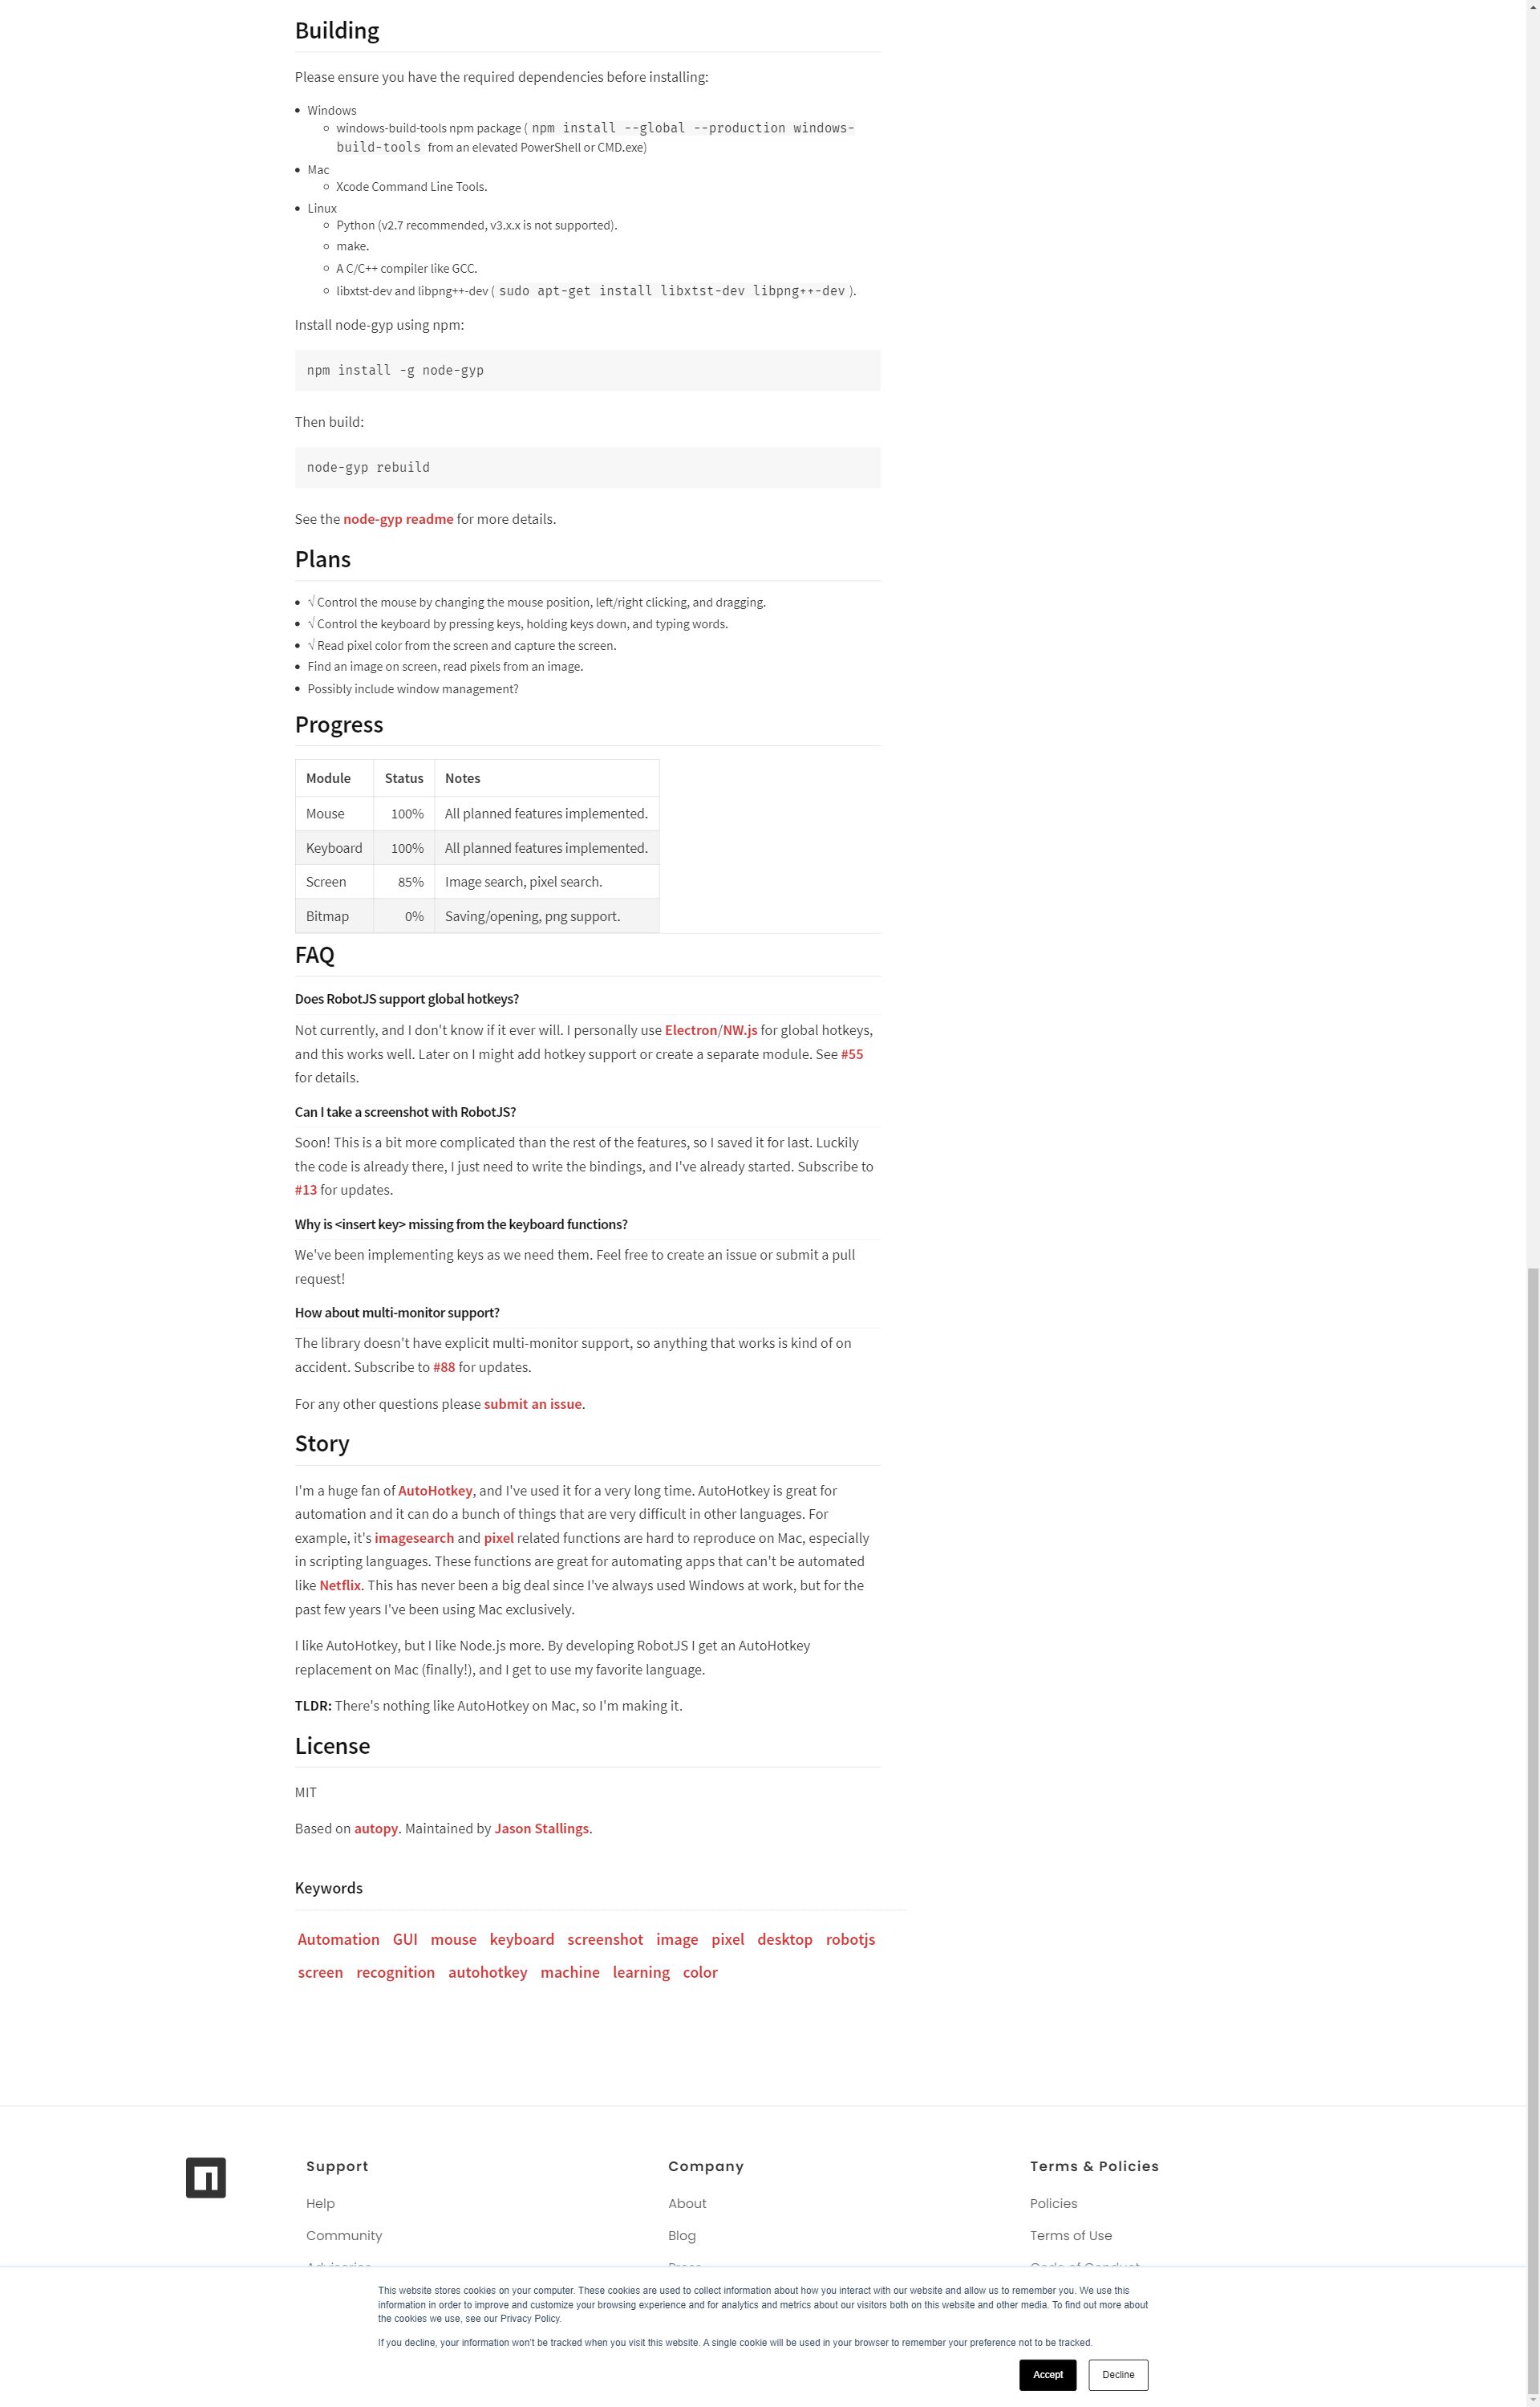 Building
Please ensure you have the required dependencies before installing:
Windows
windows-build-tools npm package ( npm install --global --production windows-
build-tools from an elevated PowerShell or CMD.exe)
Mac
Xcode Command Line Tools.
Linux
Python (v2.7 recommended, v3.x.x is not supported).
make.
A C/C++ compiler like GCC.
libxtst-dev and libpng++-dev ( sudo apt-get install libxtst-dev libpng++-dev ).
Install node-gyp using npm:
npm install -g node-gyp
Then build:
node-gyp rebuild
See the node-gyp readme for more details.
Plans
√ Control the mouse by changing the mouse position, left/right clicking, and dragging.
√ Control the keyboard by pressing keys, holding keys down, and typing words.
√ Read pixel color from the screen and capture the screen.
Find an image on screen, read pixels from an image.
Possibly include window management?
Progress
Module Status Notes
Mouse 100% All planned features implemented.
Keyboard 100% All planned features implemented.
Screen 85% Image search, pixel search.
Bitmap 0% Saving/opening, png support.
FAQ
Does RobotJS support global hotkeys?
Not currently, and I don't know if it ever will. I personally use Electron/NW.js for global hotkeys,
and this works well. Later on I might add hotkey support or create a separate module. See #55
for details.
Can I take a screenshot with RobotJS?
Soon! This is a bit more complicated than the rest of the features, so I saved it for last. Luckily
the code is already there, I just need to write the bindings, and I've already started. Subscribe to
#13 for updates.
Why is <insert key> missing from the keyboard functions?
We've been implementing keys as we need them. Feel free to create an issue or submit a pull
request!
How about multi-monitor support?
The library doesn't have explicit multi-monitor support, so anything that works is kind of on
accident. Subscribe to #88 for updates.
For any other questions please submit an issue.
Story
I'm a huge fan of AutoHotkey, and I've used it for a very long time. AutoHotkey is great for
automation and it can do a bunch of things that are very difficult in other languages. For
example, it's imagesearch and pixel related functions are hard to reproduce on Mac, especially
in scripting languages. These functions are great for automating apps that can't be automated
like Netflix. This has never been a big deal since I've always used Windows at work, but for the
past few years I've been using Mac exclusively.
I like AutoHotkey, but I like Node.js more. By developing RobotJS I get an AutoHotkey
replacement on Mac (finally!), and I get to use my favorite language.
TLDR: There's nothing like AutoHotkey on Mac, so I'm making it.
License
MIT
Based on autopy. Maintained by Jason Stallings.
Keywords
Automation GUI mouse keyboard screenshot image pixel desktop robotjs
screen recognition autohotkey machine learning color
Support Company Terms & Policies
Help About Policies
Community Blog Terms of Use
This website stores cookies on your computer. These cookies are used to collect information about how you interact with our website and allow us to remember you. We use this
information in order to improve and customize your browsing experience and for analytics and metrics about our visitors both on this website and other media. To find out more about
the cookies we use, see our Privacy Policy.
If you decline, your information won't be tracked when you visit this website. A single cookie will be used in your browser to remember your preference not to be tracked.
Accept Decline